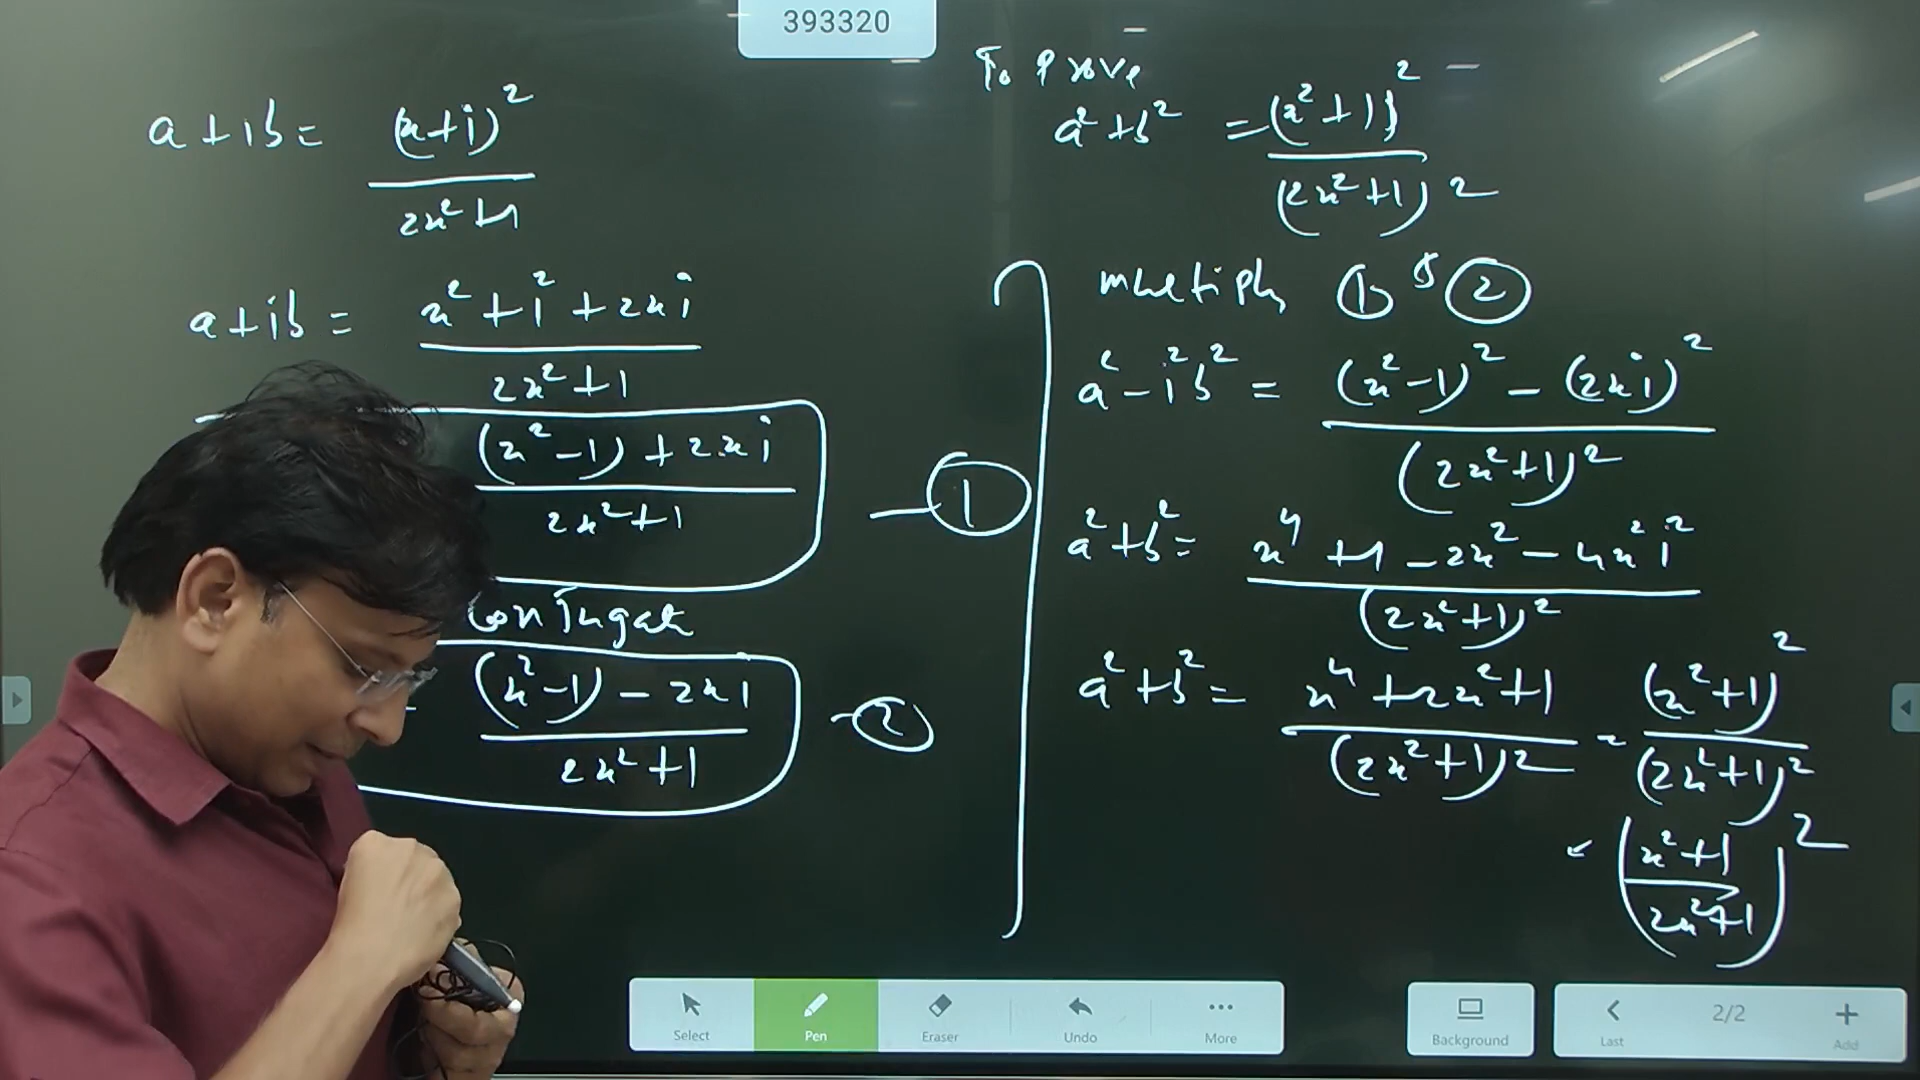 393320
a + ib = (x+i)² / 2x²+1
a+ib = x² + i² + 2xi / 2x²+1
(x²-1) + 2xi / 2x²+1 — ①
Conjugate
= (x²-1) - 2xi / 2x²+1 — ②
To Prove
a²+b² = (x²+1)² / (2x²+1)²
multiply ① & ②
a² - i²b² = (x²-1)² - (2xi)² / (2x²+1)²
a²+b² = x⁴ + 1 - 2x² - 4x²i² / (2x²+1)²
a²+b² = x⁴+2x²+1 / (2x²+1)² = (x²+1)² / (2x²+1)²
= (x²+1 / 2x²+1)²
Select Pen Eraser Undo More Background Last 2/2 Add